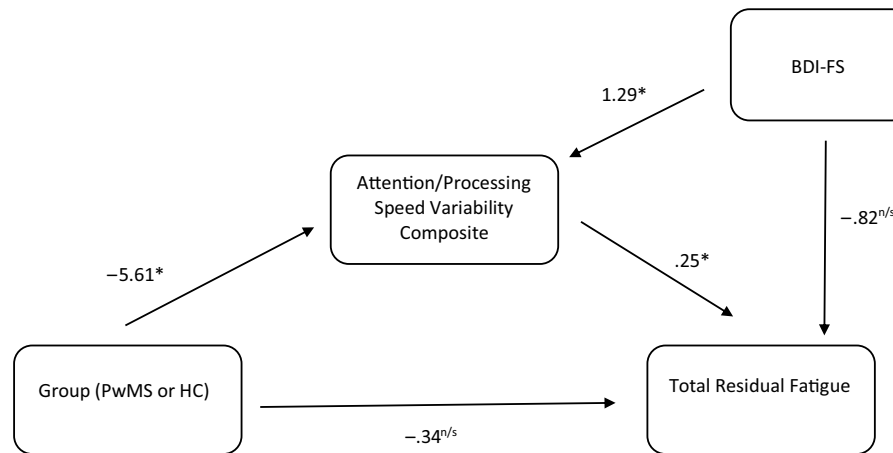 BDI-FS
1.29*
Attention/Processing
Speed Variability
Composite
–.82n/s
.25*
–5.61*
Group (PwMS or HC)
Total Residual Fatigue
–.34n/s